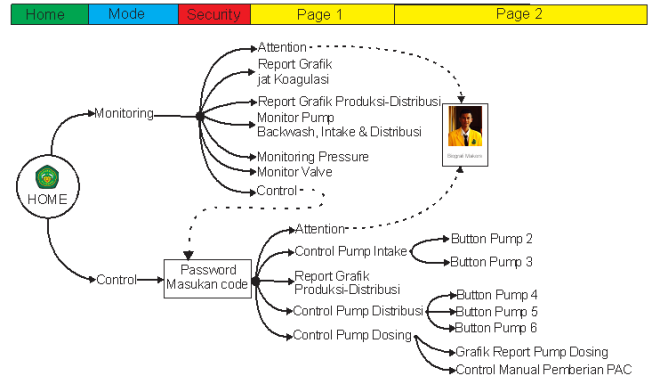 Home Mode Security Page 1 Page 2
Attention
Report Grafik
jat Koagulasi
Report Grafik Produksi-Distribusi
Monitoring
Monitor Pump
Backwash, Intake & Distribusi
Monitoring Pressure
Monitor Valve
Control
HOME
Attention
Control Pump Intake
Button Pump 2
Button Pump 3
Control
Password
Masukan code
Report Grafik
Produksi-Distribusi
Control Pump Distribusi
Button Pump 4
Button Pump 5
Button Pump 6
Control Pump Dosing
Grafik Report Pump Dosing
Control Manual Pemberian PAC